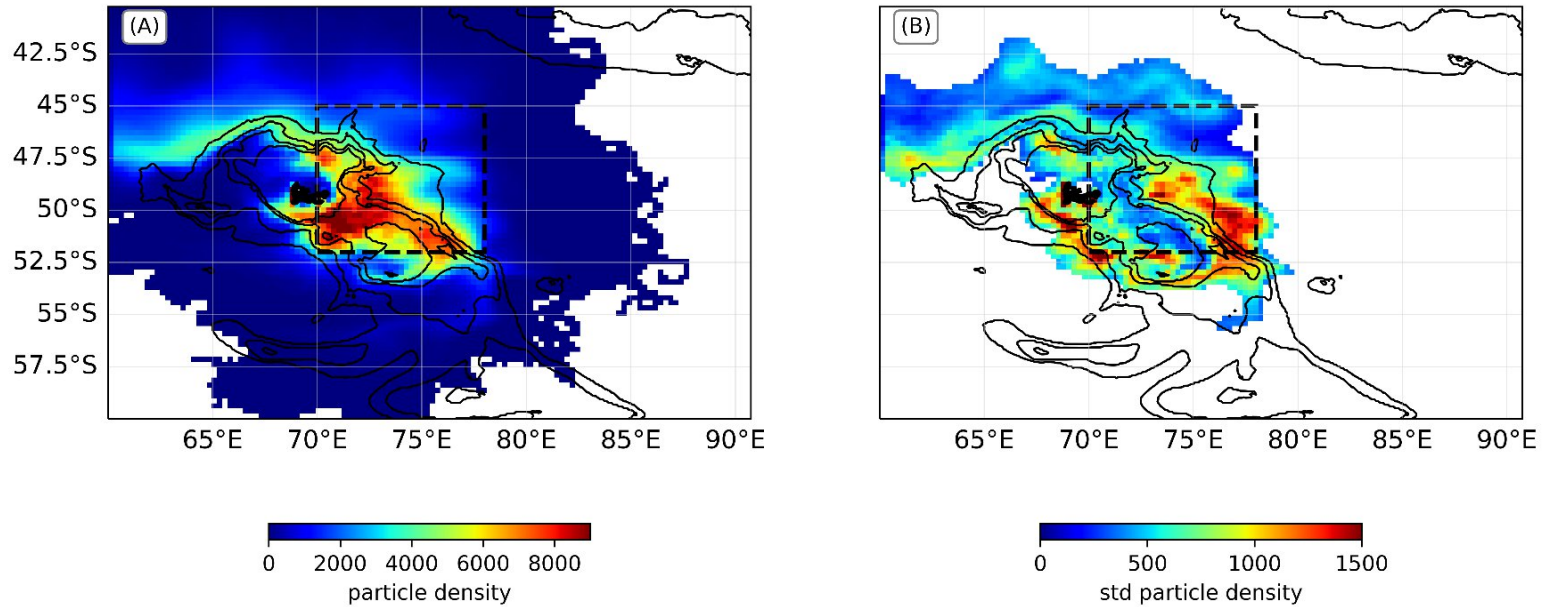 (A)
(B)
42.5°S
45°S
47.5°S
50°S
52.5°S
55°S
57.5°S
65°E 70°E 75°E 80°E 85°E 90°E
65°E 70°E 75°E 80°E 85°E 90°E
0 2000 4000 6000 8000
particle density
0 500 1000 1500
std particle density